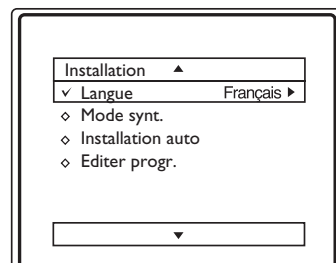 Installation ▲
✓ Langue Français ▶
◇ Mode synt.
◇ Installation auto
◇ Editer progr.
▼